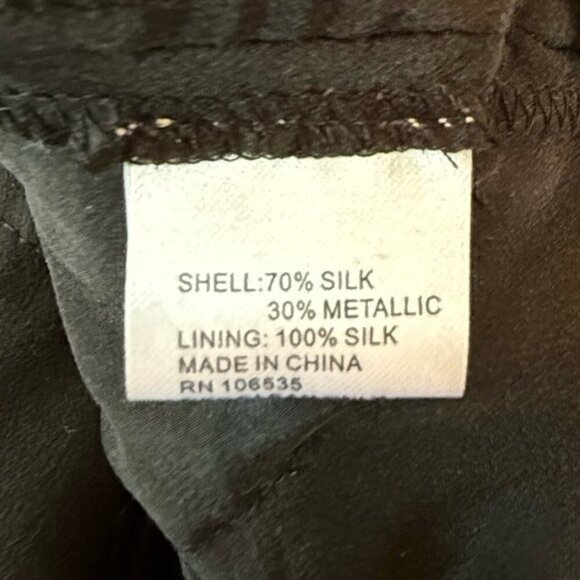 SHELL:70% SILK
30% METALLIC
LINING: 100% SILK
MADE IN CHINA
RN 106535